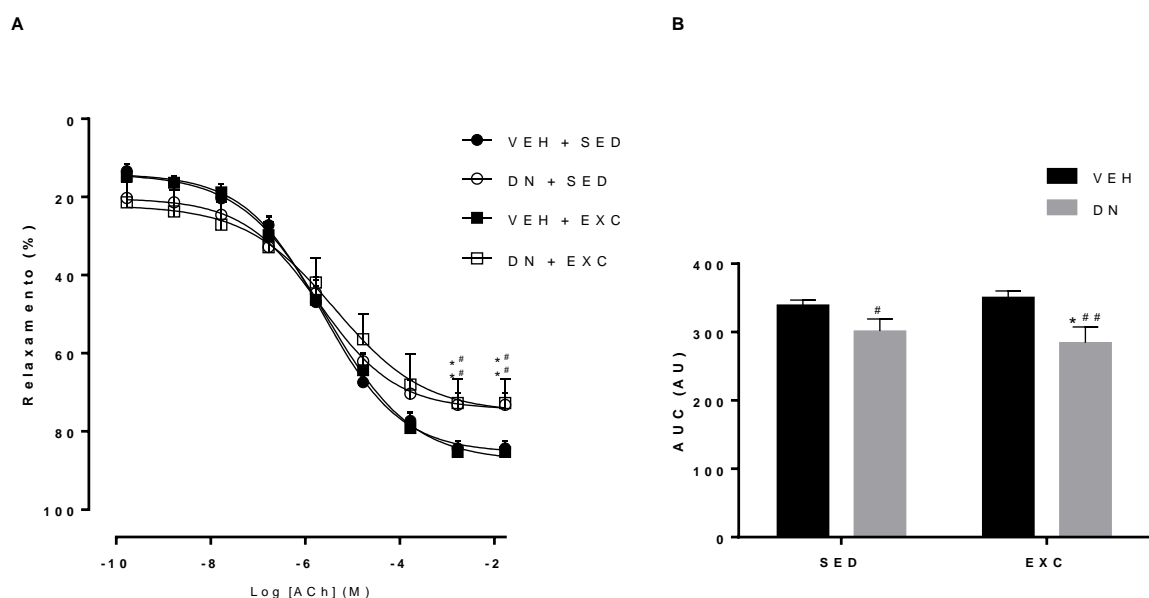 A
B
0
20
40
60
80
100
Relaxamento (%)
VEH + SED
DN + SED
VEH + EXC
DN + EXC
* #
* #
* #
* #
-10
-8
-6
-4
-2
Log [ACh] (M)
VEH
DN
400
300
200
100
0
AUC (AU)
#
* # #
SED
EXC